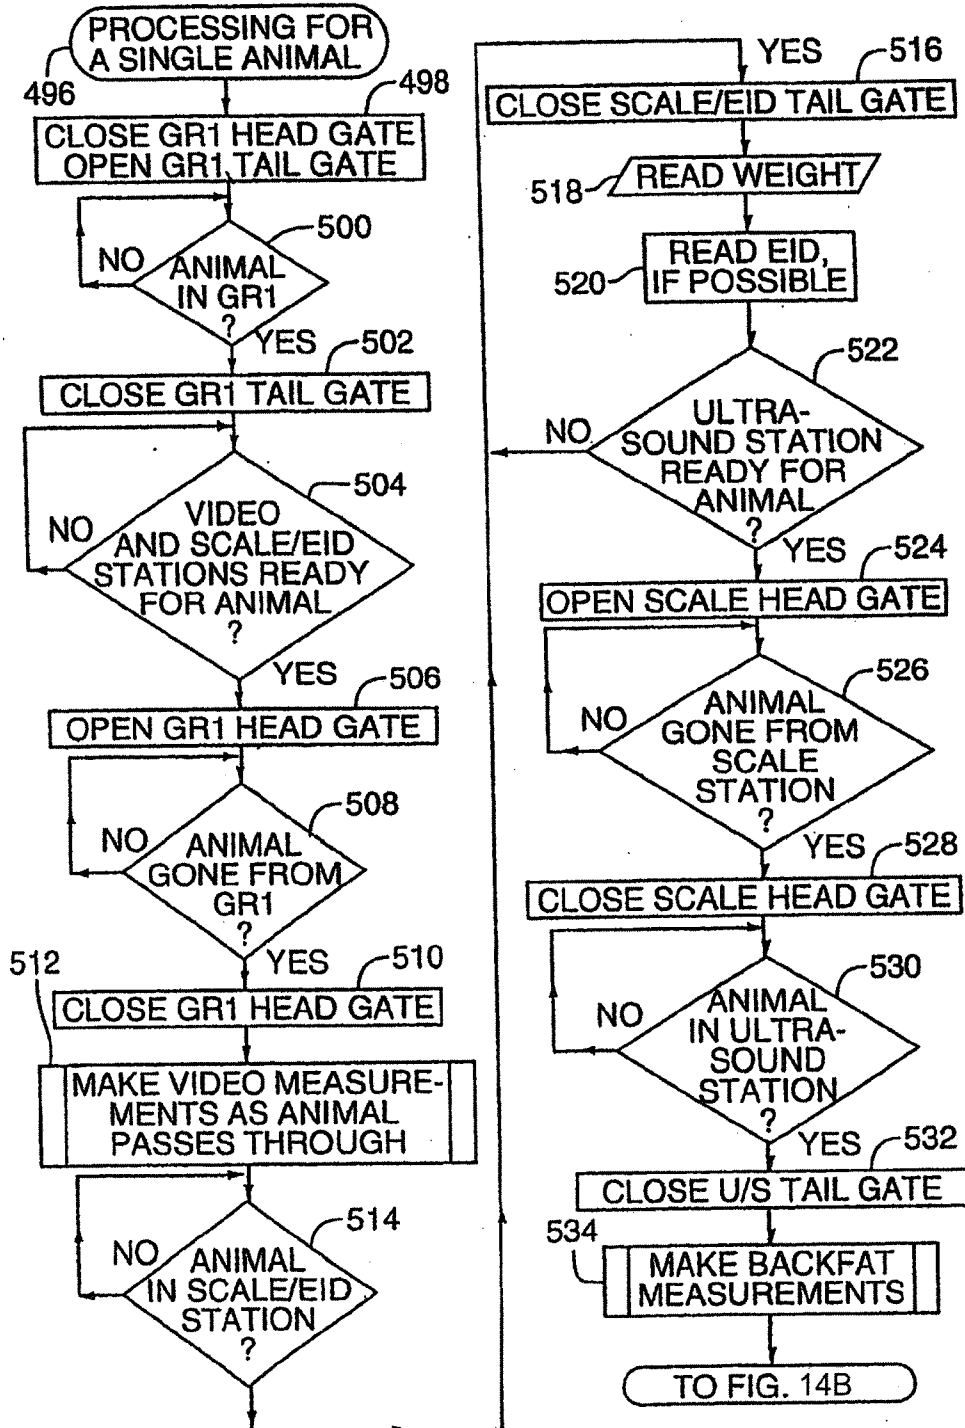 PROCESSING FOR
A SINGLE ANIMAL
496
498
CLOSE GR1 HEAD GATE
OPEN GR1 TAIL GATE
500
NO
ANIMAL
IN GR1
?
YES
502
CLOSE GR1 TAIL GATE
504
NO
VIDEO
AND SCALE/EID
STATIONS READY
FOR ANIMAL
?
YES
506
OPEN GR1 HEAD GATE
508
NO
ANIMAL
GONE FROM
GR1
?
YES
510
512
CLOSE GR1 HEAD GATE
MAKE VIDEO MEASURE-
MENTS AS ANIMAL
PASSES THROUGH
514
NO
ANIMAL
IN SCALE/EID
STATION
?
YES
516
CLOSE SCALE/EID TAIL GATE
518
READ WEIGHT
520
READ EID,
IF POSSIBLE
522
NO
ULTRA-
SOUND STATION
READY FOR
ANIMAL
?
YES
524
OPEN SCALE HEAD GATE
526
NO
ANIMAL
GONE FROM
SCALE
STATION
?
YES
528
CLOSE SCALE HEAD GATE
530
NO
ANIMAL
IN ULTRA-
SOUND
STATION
?
YES
532
CLOSE U/S TAIL GATE
534
MAKE BACKFAT
MEASUREMENTS
TO FIG. 14B